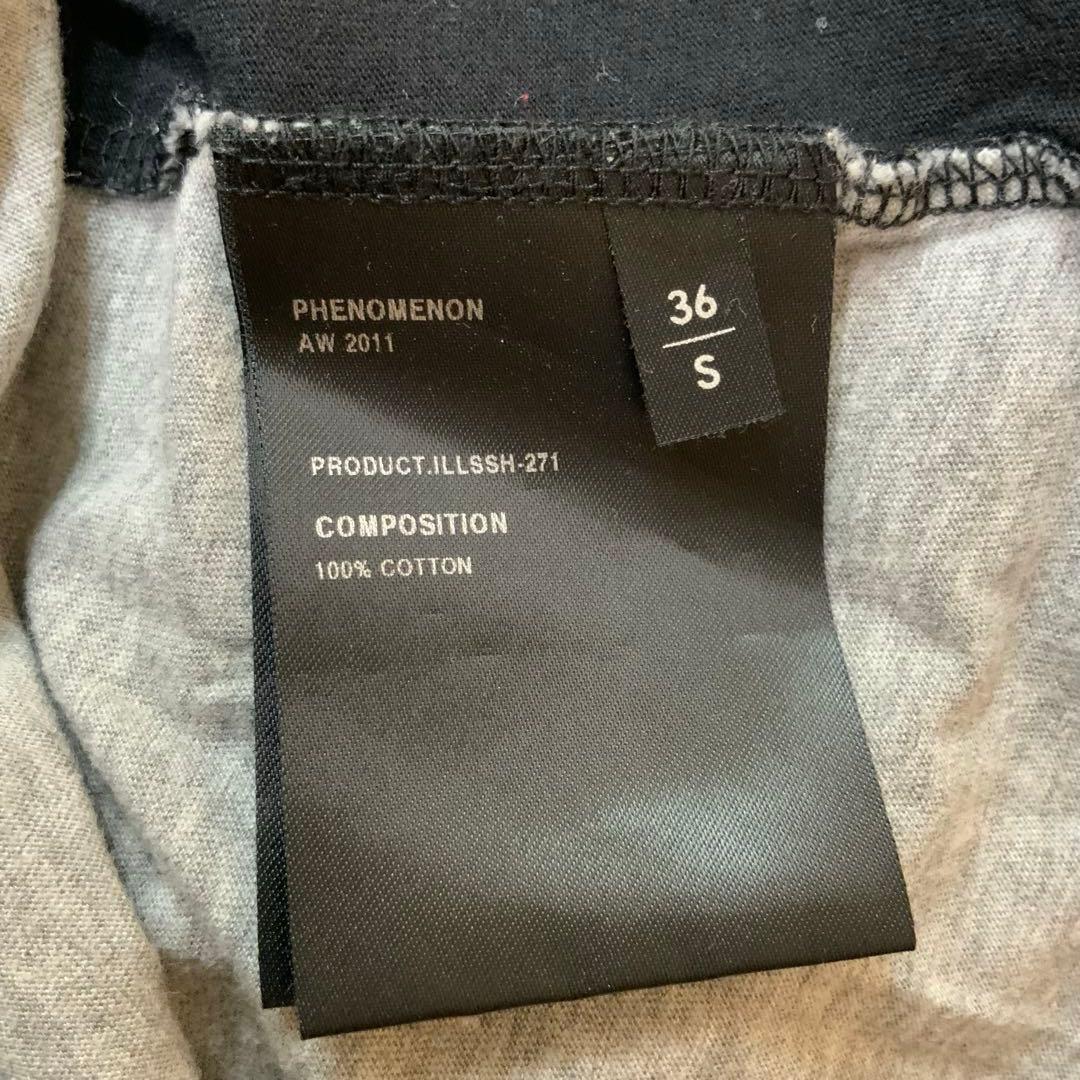 PHENOMENON
AW 2011
36
S
PRODUCT.ILLSSH-271
COMPOSITION
100% COTTON